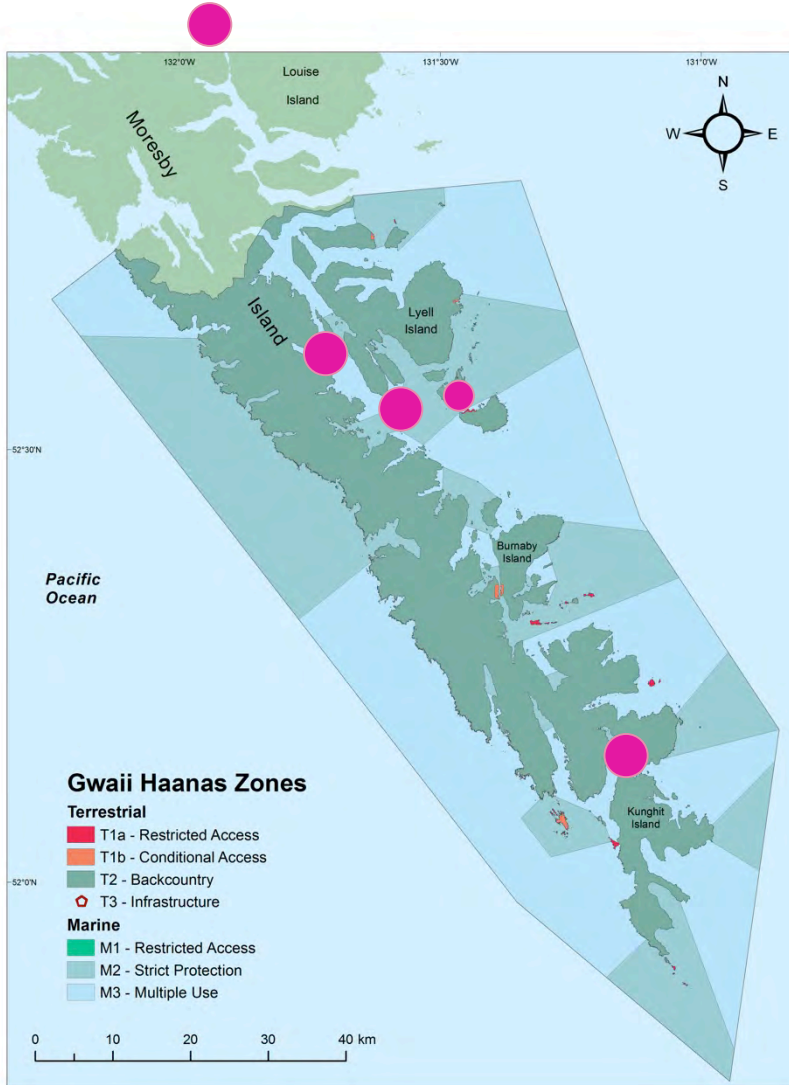 132°0'W
131°30'W
131°0'W
Louise
Island
Moresby
N
W
E
S
Island
Lyell
Island
52°30'N
Burnaby
Island
Pacific
Ocean
Gwaii Haanas Zones
Terrestrial
T1a - Restricted Access
T1b - Conditional Access
T2 - Backcountry
T3 - Infrastructure
Marine
M1 - Restricted Access
M2 - Strict Protection
M3 - Multiple Use
Kunghit
Island
52°0'N
0 10 20 30 40 km